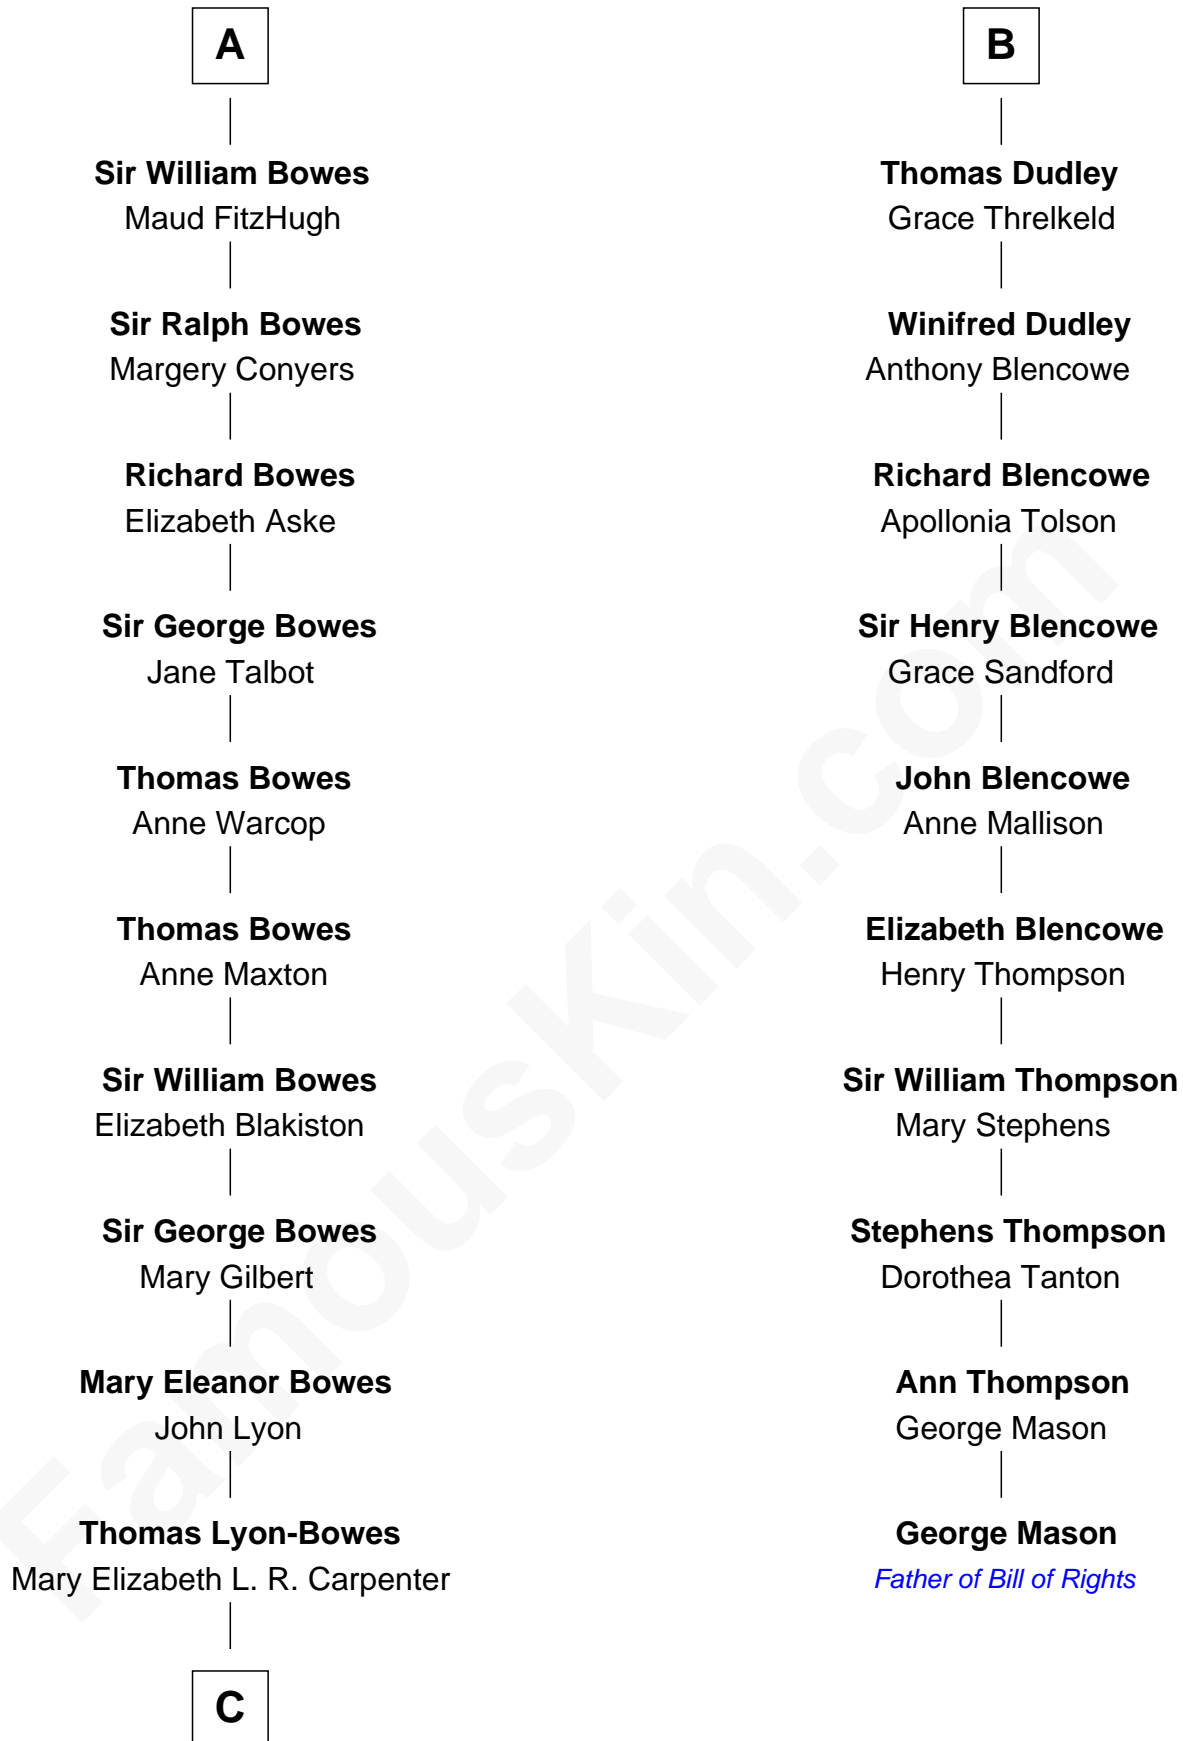 A
Sir William Bowes
Maud FitzHugh
Sir Ralph Bowes
Margery Conyers
Richard Bowes
Elizabeth Aske
Sir George Bowes
Jane Talbot
Thomas Bowes
Anne Warcop
Thomas Bowes
Anne Maxton
Sir William Bowes
Elizabeth Blakiston
Sir George Bowes
Mary Gilbert
Mary Eleanor Bowes
John Lyon
Thomas Lyon-Bowes
Mary Elizabeth L. R. Carpenter
C
B
Thomas Dudley
Grace Threlkeld
Winifred Dudley
Anthony Blencowe
Richard Blencowe
Apollonia Tolson
Sir Henry Blencowe
Grace Sandford
John Blencowe
Anne Mallison
Elizabeth Blencowe
Henry Thompson
Sir William Thompson
Mary Stephens
Stephens Thompson
Dorothea Tanton
Ann Thompson
George Mason
George Mason
Father of Bill of Rights
FamousKin.com